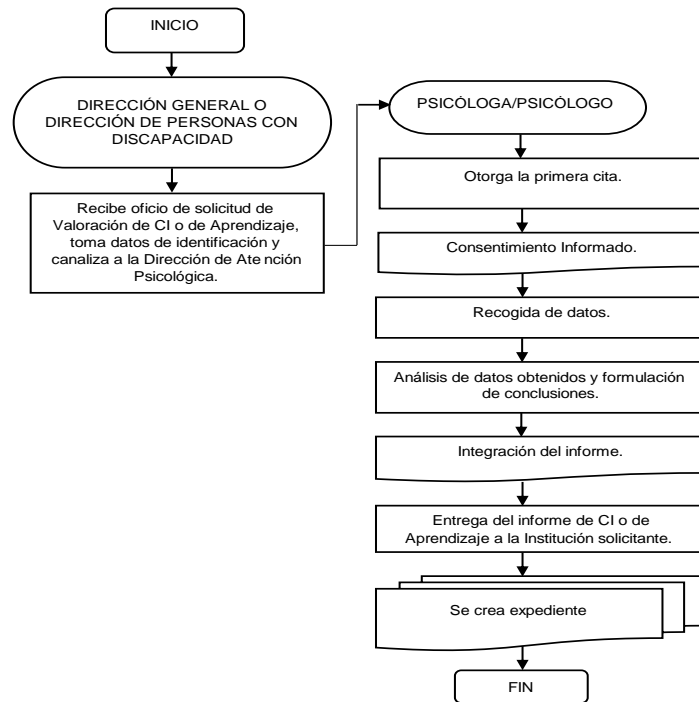 INICIO
DIRECCIÓN GENERAL O
DIRECCIÓN DE PERSONAS CON
DISCAPACIDAD
Recibe oficio de solicitud de
Valoración de CI o de Aprendizaje,
toma datos de identificación y
canaliza a la Dirección de Atención
Psicológica.
PSICÓLOGA/PSICÓLOGO
Otorga la primera cita.
Consentimiento Informado.
Recogida de datos.
Análisis de datos obtenidos y formulación
de conclusiones.
Integración del informe.
Entrega del informe de CI o de
Aprendizaje a la Institución solicitante.
Se crea expediente
FIN